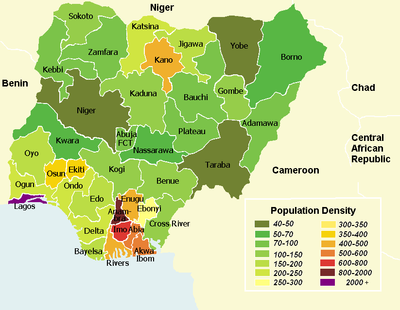 Niger
Sokoto
Katsina
Jigawa
Yobe
Borno
Zamfara
Kano
Kebbi
Benin
Chad
Kaduna
Bauchi
Gombe
Niger
Adamawa
Abuja
FCT
Plateau
Kwara
Nassarawa
Central
African
Republic
Oyo
Taraba
Cameroon
Osun
Ekiti
Kogi
Benue
Ogun
Ondo
Edo
Enugu
Lagos
Anam-
bra
Ebonyi
Cross River
Delta
Imo
Abia
Bayelsa
Rivers
Akwa
Ibom
Population Density
40-50
50-70
70-100
100-150
150-200
200-250
250-300
300-350
350-400
400-500
500-600
600-800
800-2000
2000 +